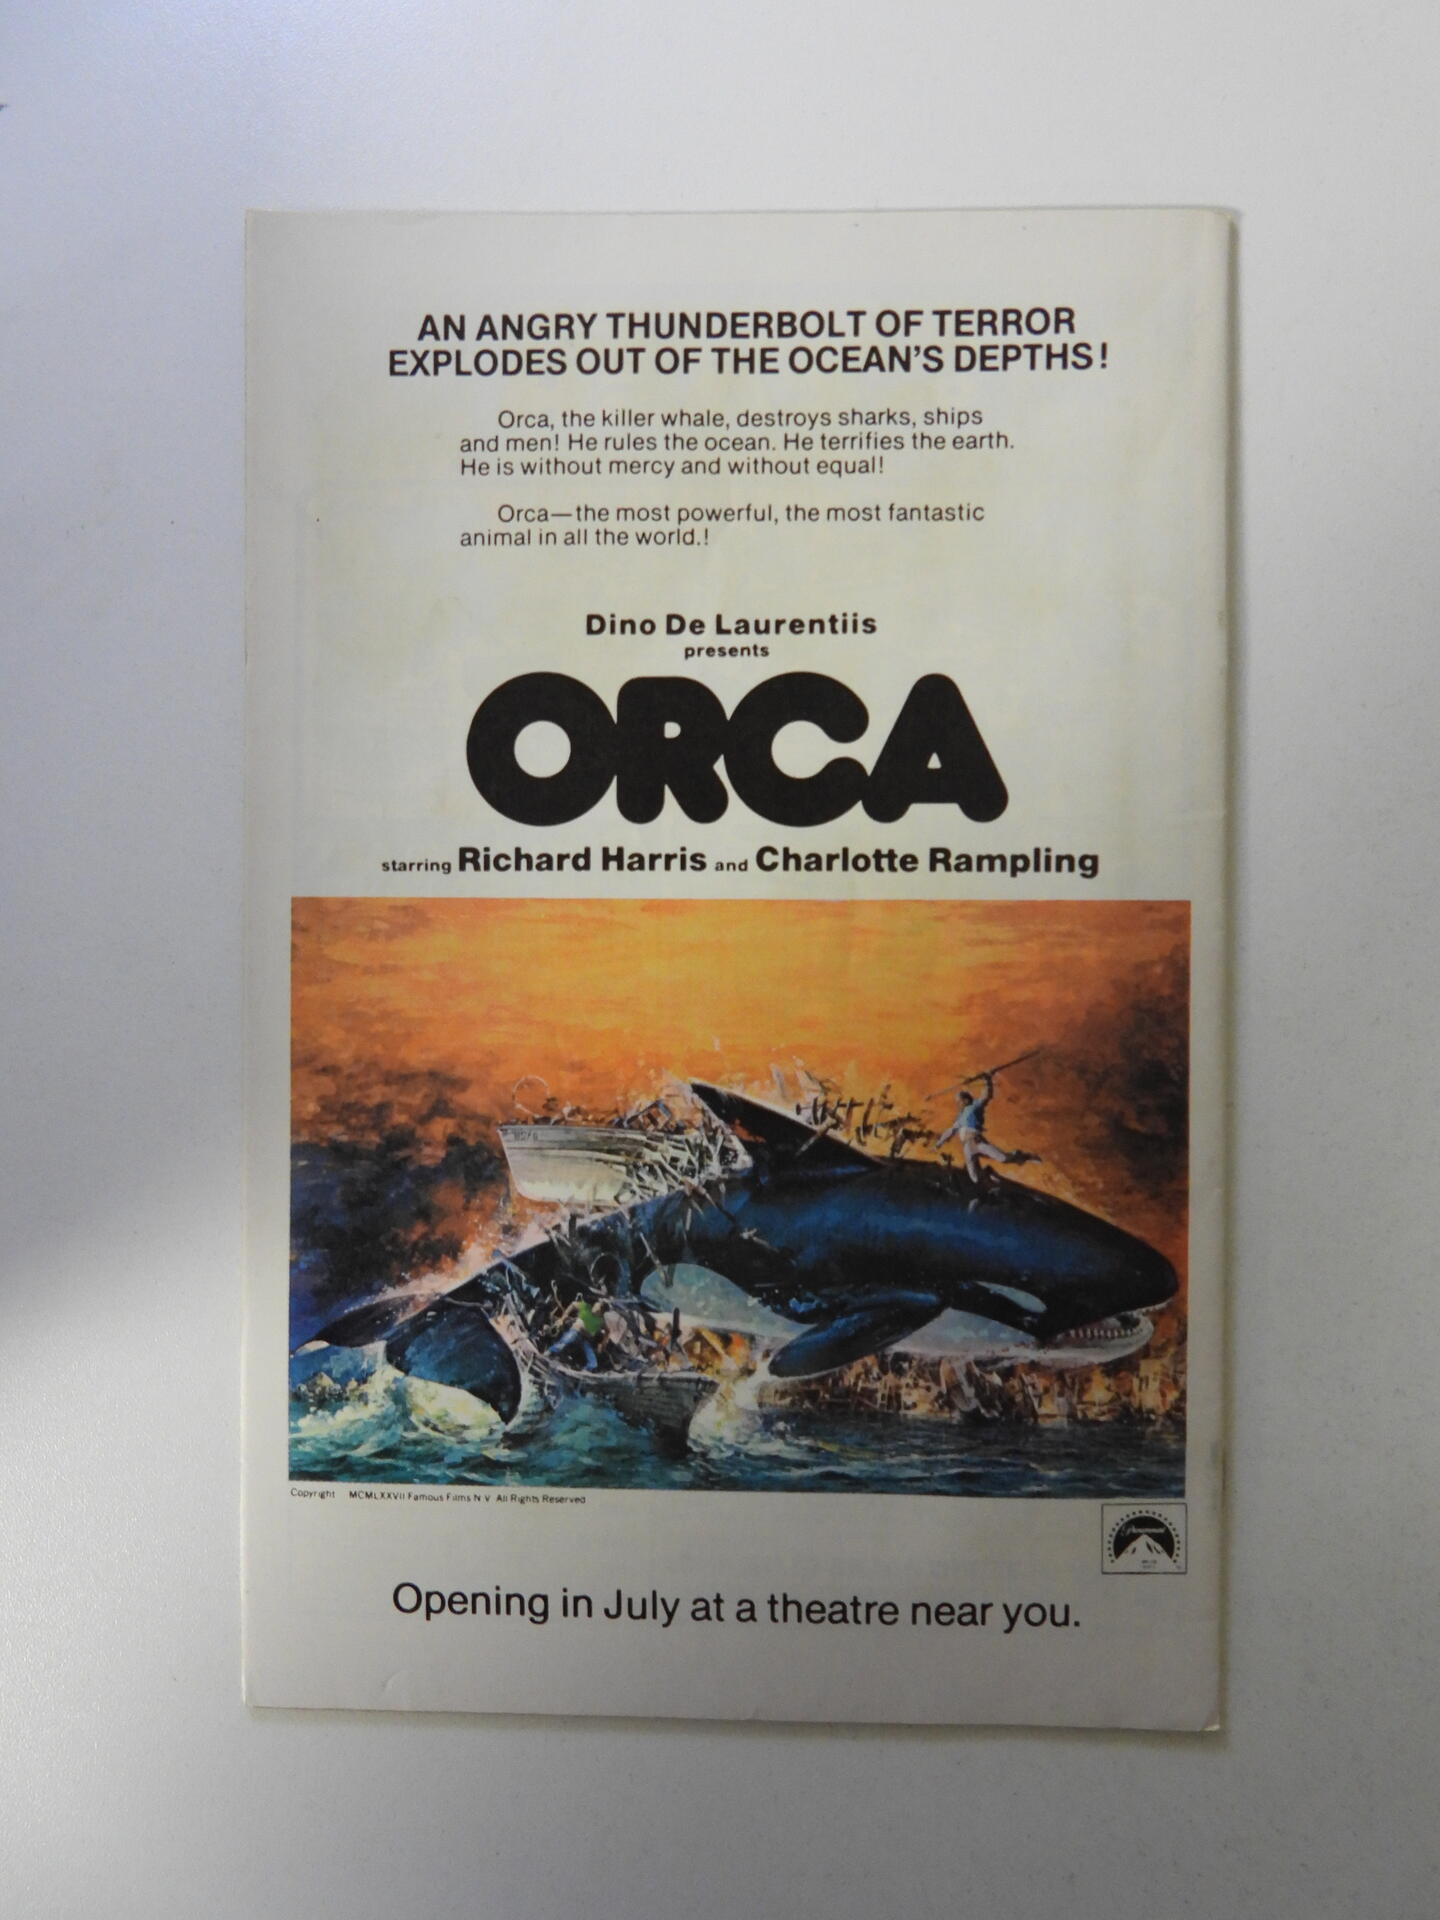 AN ANGRY THUNDERBOLT OF TERROR
EXPLODES OUT OF THE OCEAN'S DEPTHS!
Orca, the killer whale, destroys sharks, ships
and men! He rules the ocean. He terrifies the earth.
He is without mercy and without equal!
Orca—the most powerful, the most fantastic
animal in all the world.!
Dino De Laurentiis
presents
ORCA
starring Richard Harris and Charlotte Rampling
Copyright MCMLXXVII Famous Films N V All Rights Reserved
Paramount
Opening in July at a theatre near you.